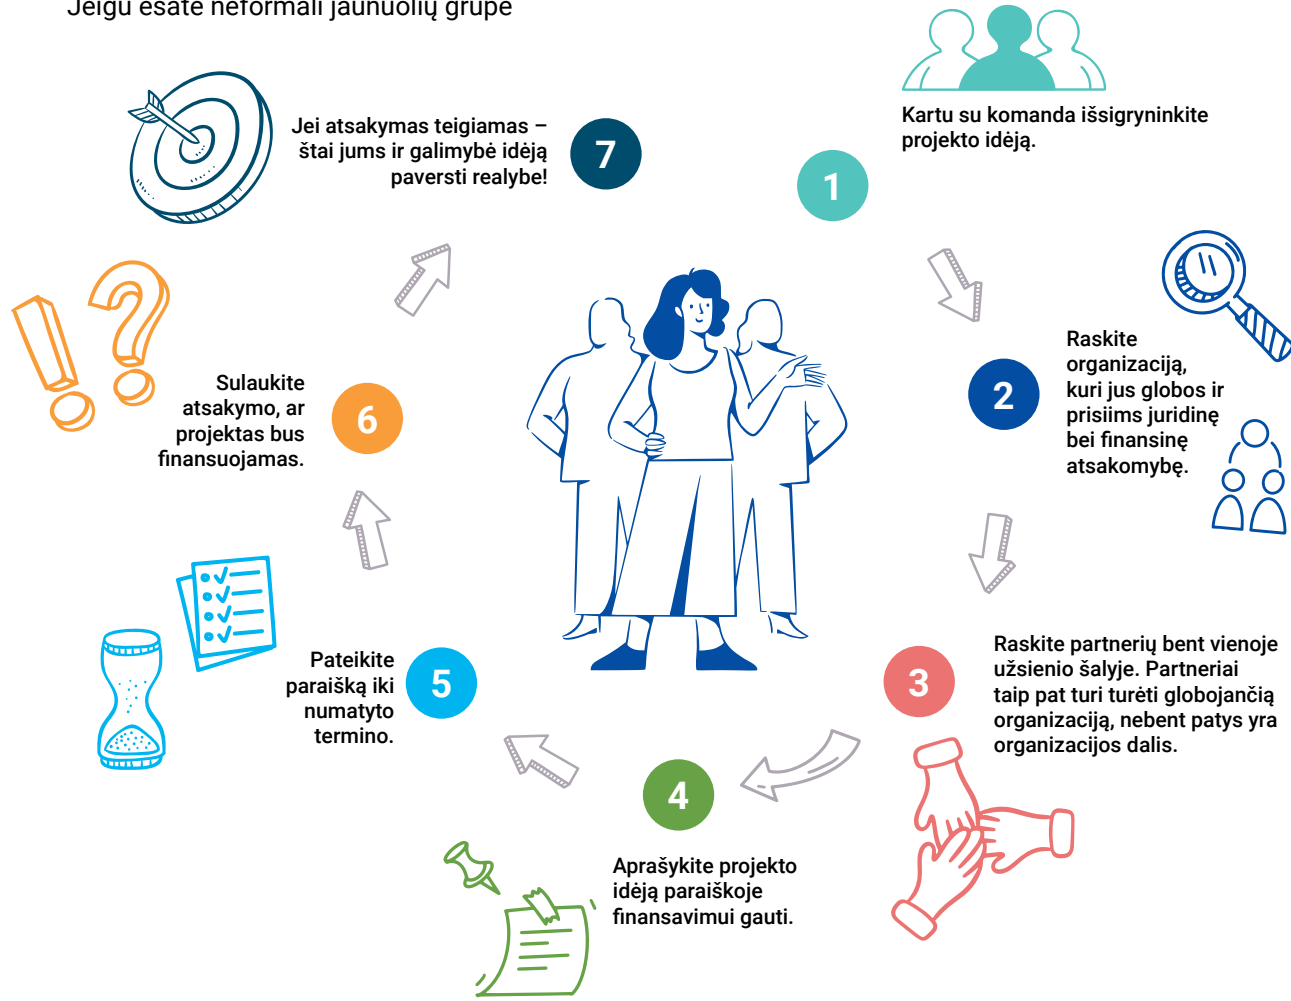 Jeigu esate neformali jaunuolių grupė
1
Kartu su komanda išsigryninkite
projekto idėją.
2
Raskite
organizaciją,
kuri jus globos ir
prisiims juridinę
bei finansinę
atsakomybę.
3
Raskite partnerių bent vienoje
užsienio šalyje. Partneriai
taip pat turi turėti globojančią
organizaciją, nebent patys yra
organizacijos dalis.
4
Aprašykite projekto
idėją paraiškoje
finansavimui gauti.
5
Pateikite
paraišką iki
numatyto
termino.
6
Sulaukite
atsakymo, ar
projektas bus
finansuojamas.
7
Jei atsakymas teigiamas –
štai jums ir galimybė idėją
paversti realybe!